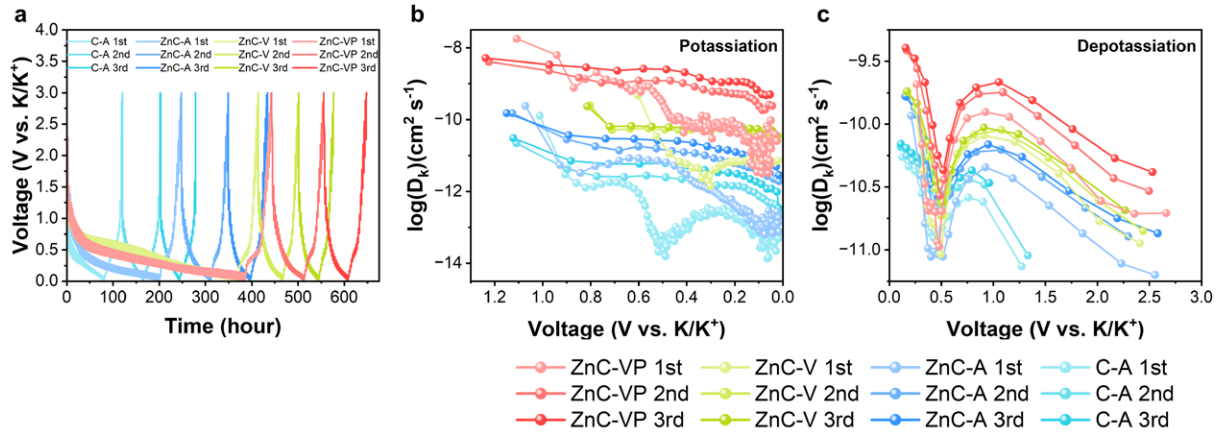 a
4.0
3.5
3.0
2.5
2.0
1.5
1.0
0.5
0.0
Voltage (V vs. K/K⁺)
C-A 1st ZnC-A 1st ZnC-V 1st ZnC-VP 1st
C-A 2nd ZnC-A 2nd ZnC-V 2nd ZnC-VP 2nd
C-A 3rd ZnC-A 3rd ZnC-V 3rd ZnC-VP 3rd
0 100 200 300 400 500 600
Time (hour)
b
Potassiation
-8
-10
-12
-14
log(Dₖ)(cm² s⁻¹)
1.2 1.0 0.8 0.6 0.4 0.2 0.0
Voltage (V vs. K/K⁺)
c
Depotassiation
-9.5
-10.0
-10.5
-11.0
log(Dₖ)(cm² s⁻¹)
0.0 0.5 1.0 1.5 2.0 2.5 3.0
Voltage (V vs. K/K⁺)
ZnC-VP 1st ZnC-V 1st ZnC-A 1st C-A 1st
ZnC-VP 2nd ZnC-V 2nd ZnC-A 2nd C-A 2nd
ZnC-VP 3rd ZnC-V 3rd ZnC-A 3rd C-A 3rd